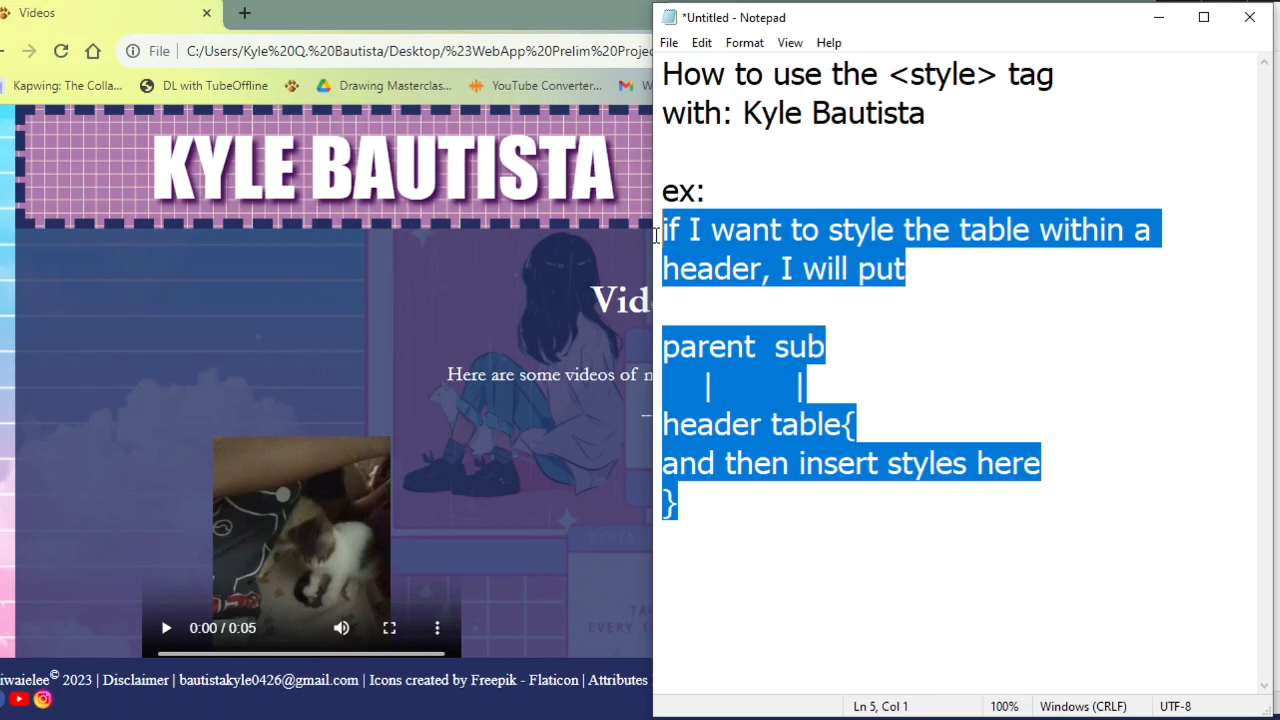 Videos
*Untitled - Notepad
File C:/Users/Kyle%20Q.%20Bautista/Desktop/%23WebApp%20Prelim%20Projec
File Edit Format View Help
Kapwing: The Colla...
DL with TubeOffline
Drawing Masterclas...
YouTube Converter...
How to use the <style> tag
with: Kyle Bautista
KYLE BAUTISTA
ex:
if I want to style the table within a
header, I will put
parent sub
| |
header table{
and then insert styles here
}
Vid
Here are some videos of
0:00 / 0:05
iwaielee© 2023 | Disclaimer | bautistakyle0426@gmail.com | Icons created by Freepik - Flaticon | Attributes
Ln 5, Col 1
100%
Windows (CRLF)
UTF-8